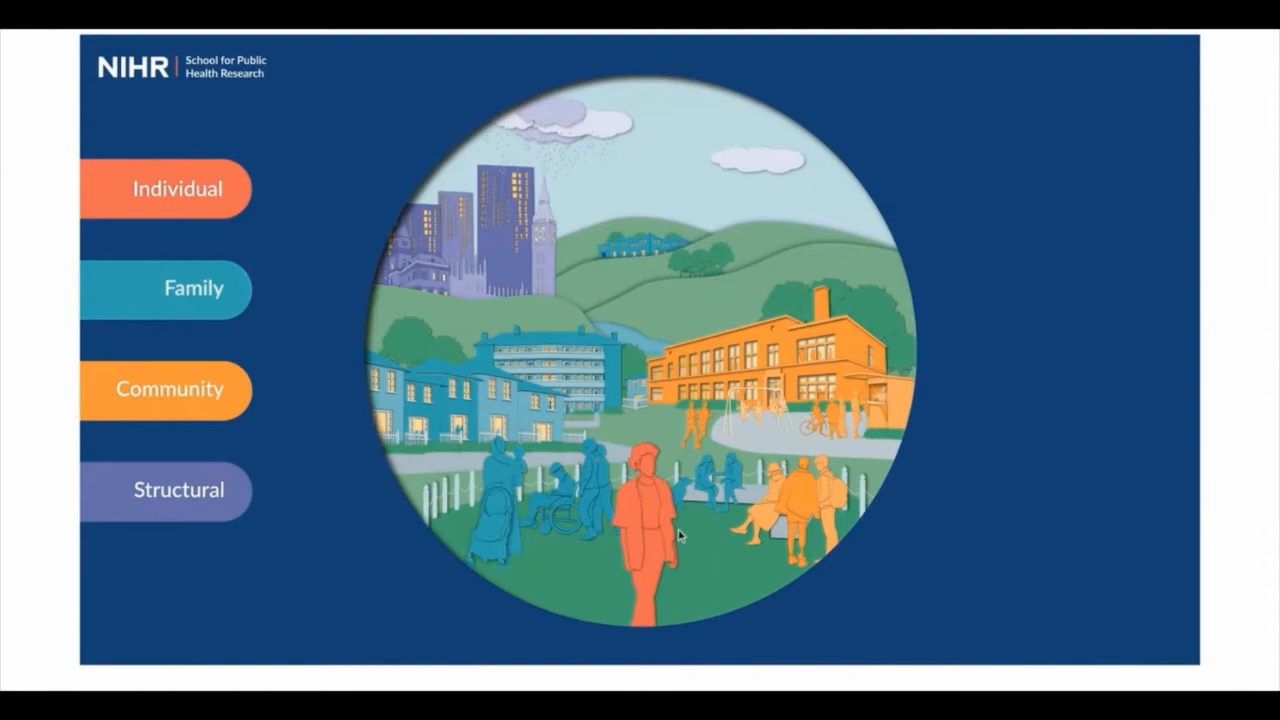 NIHR
School for Public
Health Research
Individual
Family
Community
Structural